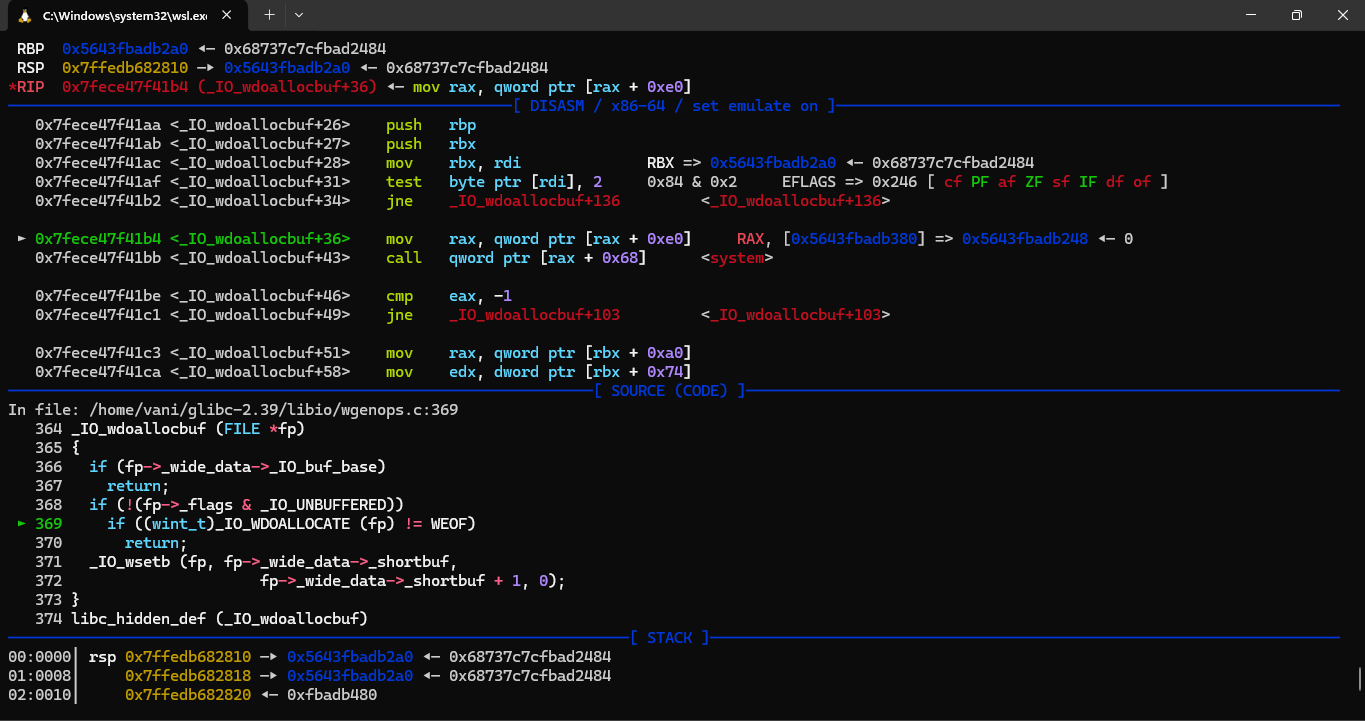 C:\Windows\system32\wsl.exe
RBP 0x5643fbadb2a0 ◂— 0x68737c7cfbad2484
RSP 0x7ffedb682810 —▸ 0x5643fbadb2a0 ◂— 0x68737c7cfbad2484
*RIP 0x7fece47f41b4 (_IO_wdoallocbuf+36) ◂— mov rax, qword ptr [rax + 0xe0]
[ DISASM / x86-64 / set emulate on ]
0x7fece47f41aa <_IO_wdoallocbuf+26> push rbp
0x7fece47f41ab <_IO_wdoallocbuf+27> push rbx
0x7fece47f41ac <_IO_wdoallocbuf+28> mov rbx, rdi RBX => 0x5643fbadb2a0 ◂— 0x68737c7cfbad2484
0x7fece47f41af <_IO_wdoallocbuf+31> test byte ptr [rdi], 2 0x84 & 0x2 EFLAGS => 0x246 [ cf PF af ZF sf IF df of ]
0x7fece47f41b2 <_IO_wdoallocbuf+34> jne _IO_wdoallocbuf+136 <_IO_wdoallocbuf+136>
► 0x7fece47f41b4 <_IO_wdoallocbuf+36> mov rax, qword ptr [rax + 0xe0] RAX, [0x5643fbadb380] => 0x5643fbadb248 ◂— 0
0x7fece47f41bb <_IO_wdoallocbuf+43> call qword ptr [rax + 0x68] <system>
0x7fece47f41be <_IO_wdoallocbuf+46> cmp eax, -1
0x7fece47f41c1 <_IO_wdoallocbuf+49> jne _IO_wdoallocbuf+103 <_IO_wdoallocbuf+103>
0x7fece47f41c3 <_IO_wdoallocbuf+51> mov rax, qword ptr [rbx + 0xa0]
0x7fece47f41ca <_IO_wdoallocbuf+58> mov edx, dword ptr [rbx + 0x74]
[ SOURCE (CODE) ]
In file: /home/vani/glibc-2.39/libio/wgenops.c:369
364 _IO_wdoallocbuf (FILE *fp)
365 {
366 if (fp->_wide_data->_IO_buf_base)
367 return;
368 if (!(fp->_flags & _IO_UNBUFFERED))
► 369 if ((wint_t)_IO_WDOALLOCATE (fp) != WEOF)
370 return;
371 _IO_wsetb (fp, fp->_wide_data->_shortbuf,
372 fp->_wide_data->_shortbuf + 1, 0);
373 }
374 libc_hidden_def (_IO_wdoallocbuf)
[ STACK ]
00:0000│ rsp 0x7ffedb682810 —▸ 0x5643fbadb2a0 ◂— 0x68737c7cfbad2484
01:0008│ 0x7ffedb682818 —▸ 0x5643fbadb2a0 ◂— 0x68737c7cfbad2484
02:0010│ 0x7ffedb682820 ◂— 0xfbadb480